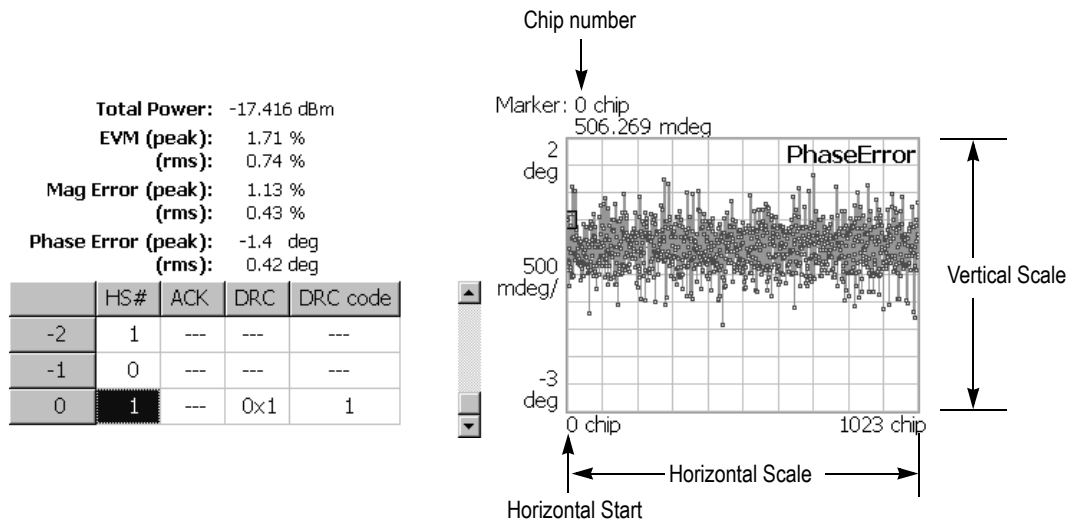 Chip number
Total Power: -17.416 dBm
EVM (peak): 1.71 %
(rms): 0.74 %
Mag Error (peak): 1.13 %
(rms): 0.43 %
Phase Error (peak): -1.4 deg
(rms): 0.42 deg
HS# ACK DRC DRC code
-2 1 --- --- ---
-1 0 --- --- ---
0 1 --- 0x1 1
Marker: 0 chip
506.269 mdeg
2
deg
PhaseError
500
mdeg/
-3
deg
0 chip 1023 chip
Vertical Scale
Horizontal Scale
Horizontal Start